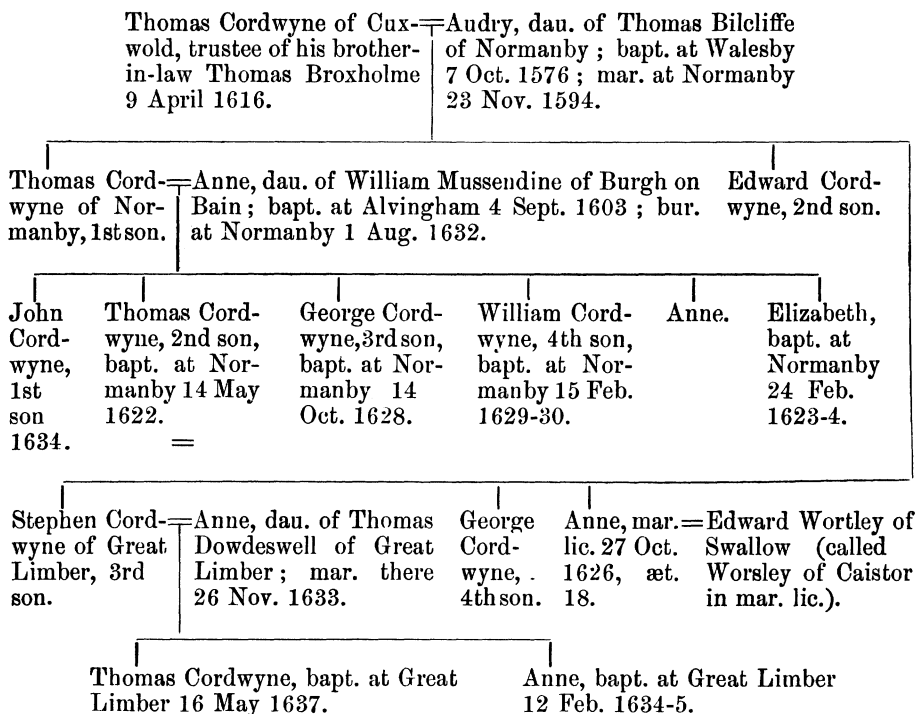 Thomas Cordwyne of Cux-
wold, trustee of his brother-
in-law Thomas Broxholme
9 April 1616.
=Audry, dau. of Thomas Bilcliffe
of Normanby ; bapt. at Walesby
7 Oct. 1576 ; mar. at Normanby
23 Nov. 1594.
Thomas Cord-
wyne of Nor-
manby, 1st son.
=Anne, dau. of William Mussendine of Burgh on
Bain ; bapt. at Alvingham 4 Sept. 1603 ; bur.
at Normanby 1 Aug. 1632.
Edward Cord-
wyne, 2nd son.
John
Cord-
wyne,
1st
son
1634.
Thomas Cord-
wyne, 2nd son,
bapt. at Nor-
manby 14 May
1622.
=
George Cord-
wyne, 3rd son,
bapt. at Nor-
manby 14
Oct. 1628.
William Cord-
wyne, 4th son,
bapt. at Nor-
manby 15 Feb.
1629-30.
Anne.
Elizabeth,
bapt. at
Normanby
24 Feb.
1623-4.
Stephen Cord-
wyne of Great
Limber, 3rd
son.
=Anne, dau. of Thomas
Dowdeswell of Great
Limber ; mar. there
26 Nov. 1633.
George
Cord-
wyne, .
4th son.
Anne, mar.
lic. 27 Oct.
1626, æt.
18.
=Edward Wortley of
Swallow (called
Worsley of Caistor
in mar. lic.).
Thomas Cordwyne, bapt. at Great
Limber 16 May 1637.
Anne, bapt. at Great Limber
12 Feb. 1634-5.